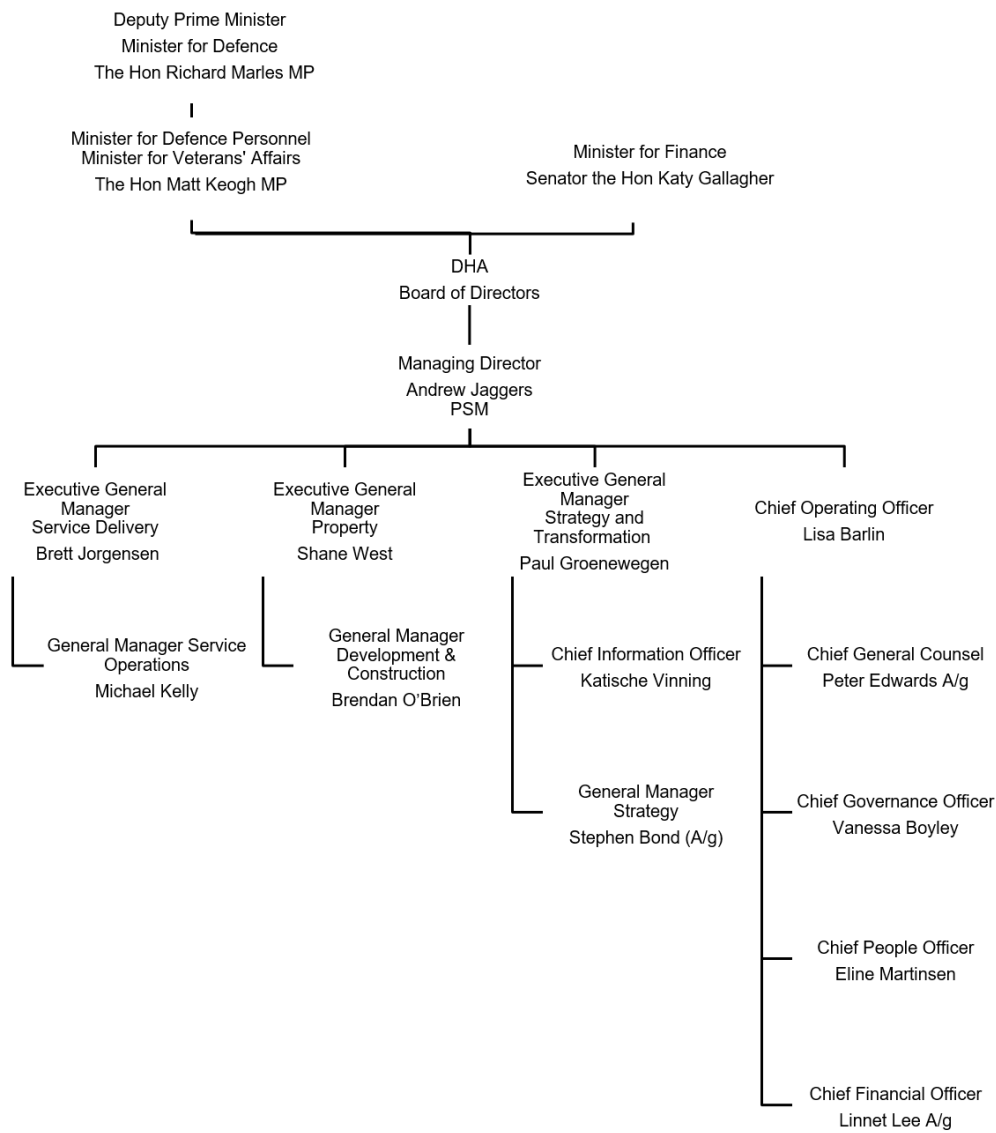 Deputy Prime Minister
Minister for Defence
The Hon Richard Marles MP
Minister for Defence Personnel
Minister for Veterans' Affairs
The Hon Matt Keogh MP
Minister for Finance
Senator the Hon Katy Gallagher
DHA
Board of Directors
Managing Director
Andrew Jaggers
PSM
Executive General
Manager
Service Delivery
Brett Jorgensen
Executive General
Manager
Property
Shane West
Executive General
Manager
Strategy and
Transformation
Paul Groenewegen
Chief Operating Officer
Lisa Barlin
General Manager Service
Operations
Michael Kelly
General Manager
Development &
Construction
Brendan O’Brien
Chief Information Officer
Katische Vinning
Chief General Counsel
Peter Edwards A/g
General Manager
Strategy
Stephen Bond (A/g)
Chief Governance Officer
Vanessa Boyley
Chief People Officer
Eline Martinsen
Chief Financial Officer
Linnet Lee A/g